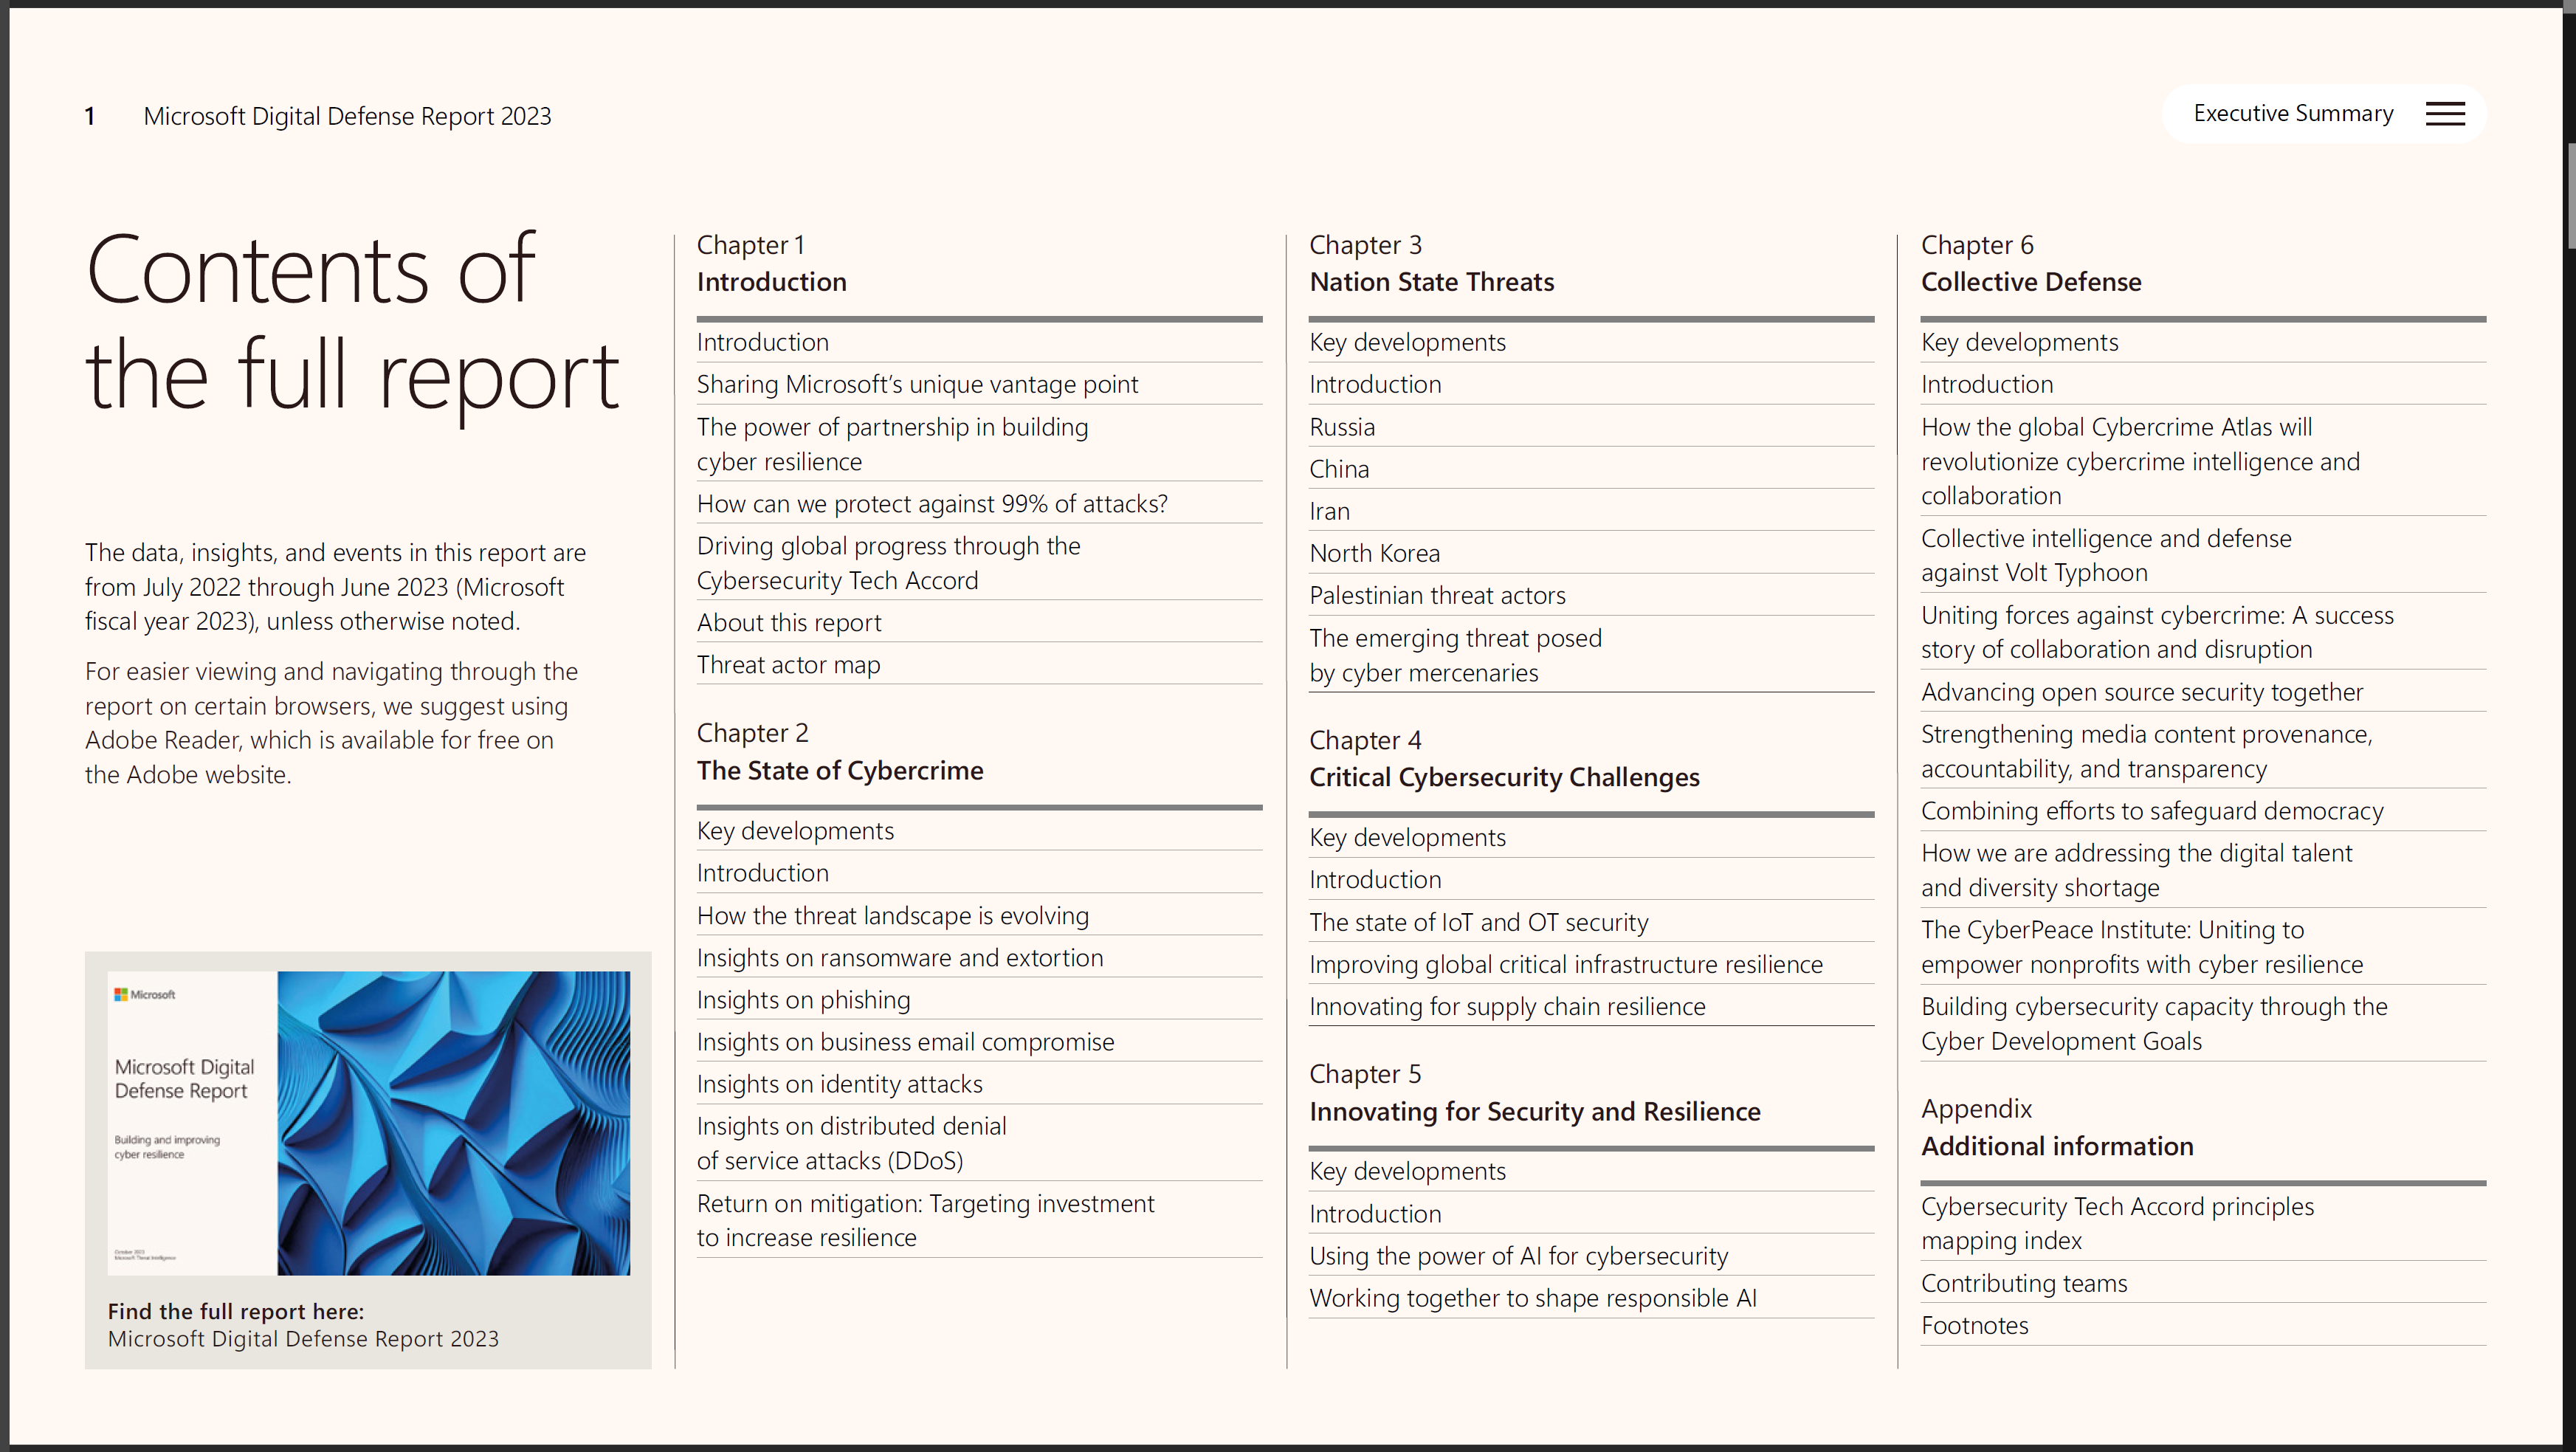 1 Microsoft Digital Defense Report 2023
Executive Summary
Contents of
the full report
The data, insights, and events in this report are
from July 2022 through June 2023 (Microsoft
fiscal year 2023), unless otherwise noted.
For easier viewing and navigating through the
report on certain browsers, we suggest using
Adobe Reader, which is available for free on
the Adobe website.
Microsoft
Microsoft Digital
Defense Report
Building and improving
cyber resilience
October 2023
Microsoft Threat Intelligence
Find the full report here:
Microsoft Digital Defense Report 2023
Chapter 1
Introduction
Introduction
Sharing Microsoft’s unique vantage point
The power of partnership in building
cyber resilience
How can we protect against 99% of attacks?
Driving global progress through the
Cybersecurity Tech Accord
About this report
Threat actor map
Chapter 2
The State of Cybercrime
Key developments
Introduction
How the threat landscape is evolving
Insights on ransomware and extortion
Insights on phishing
Insights on business email compromise
Insights on identity attacks
Insights on distributed denial
of service attacks (DDoS)
Return on mitigation: Targeting investment
to increase resilience
Chapter 3
Nation State Threats
Key developments
Introduction
Russia
China
Iran
North Korea
Palestinian threat actors
The emerging threat posed
by cyber mercenaries
Chapter 4
Critical Cybersecurity Challenges
Key developments
Introduction
The state of IoT and OT security
Improving global critical infrastructure resilience
Innovating for supply chain resilience
Chapter 5
Innovating for Security and Resilience
Key developments
Introduction
Using the power of AI for cybersecurity
Working together to shape responsible AI
Chapter 6
Collective Defense
Key developments
Introduction
How the global Cybercrime Atlas will
revolutionize cybercrime intelligence and
collaboration
Collective intelligence and defense
against Volt Typhoon
Uniting forces against cybercrime: A success
story of collaboration and disruption
Advancing open source security together
Strengthening media content provenance,
accountability, and transparency
Combining efforts to safeguard democracy
How we are addressing the digital talent
and diversity shortage
The CyberPeace Institute: Uniting to
empower nonprofits with cyber resilience
Building cybersecurity capacity through the
Cyber Development Goals
Appendix
Additional information
Cybersecurity Tech Accord principles
mapping index
Contributing teams
Footnotes